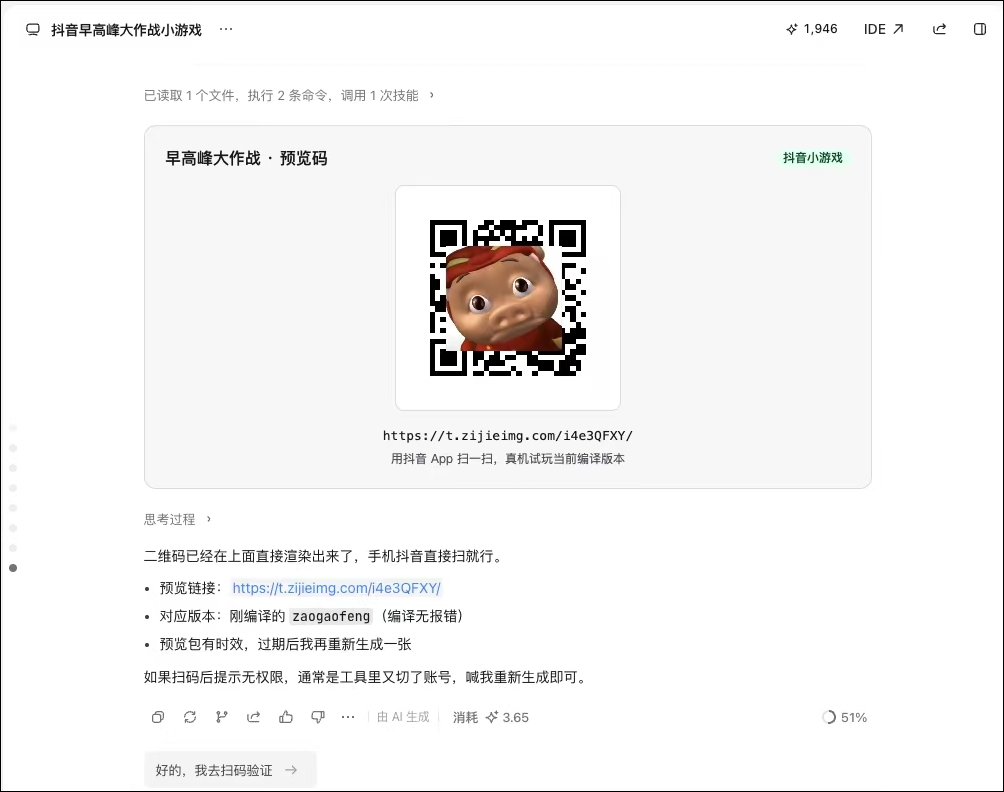 抖音早高峰大作战小游戏 ...
1,946
IDE
已读取 1 个文件，执行 2 条命令，调用 1 次技能
早高峰大作战 · 预览码
抖音小游戏
https://t.zijieimg.com/i4e3QFXY/
用抖音 App 扫一扫，真机试玩当前编译版本
思考过程
二维码已经在上面直接渲染出来了，手机抖音直接扫就行。
• 预览链接：https://t.zijieimg.com/i4e3QFXY/
• 对应版本：刚编译的 zaogaofeng（编译无报错）
• 预览包有时效，过期后我再重新生成一张
如果扫码后提示无权限，通常是工具里又切了账号，喊我重新生成即可。
由 AI 生成
消耗 3.65
51%
好的，我去扫码验证 →